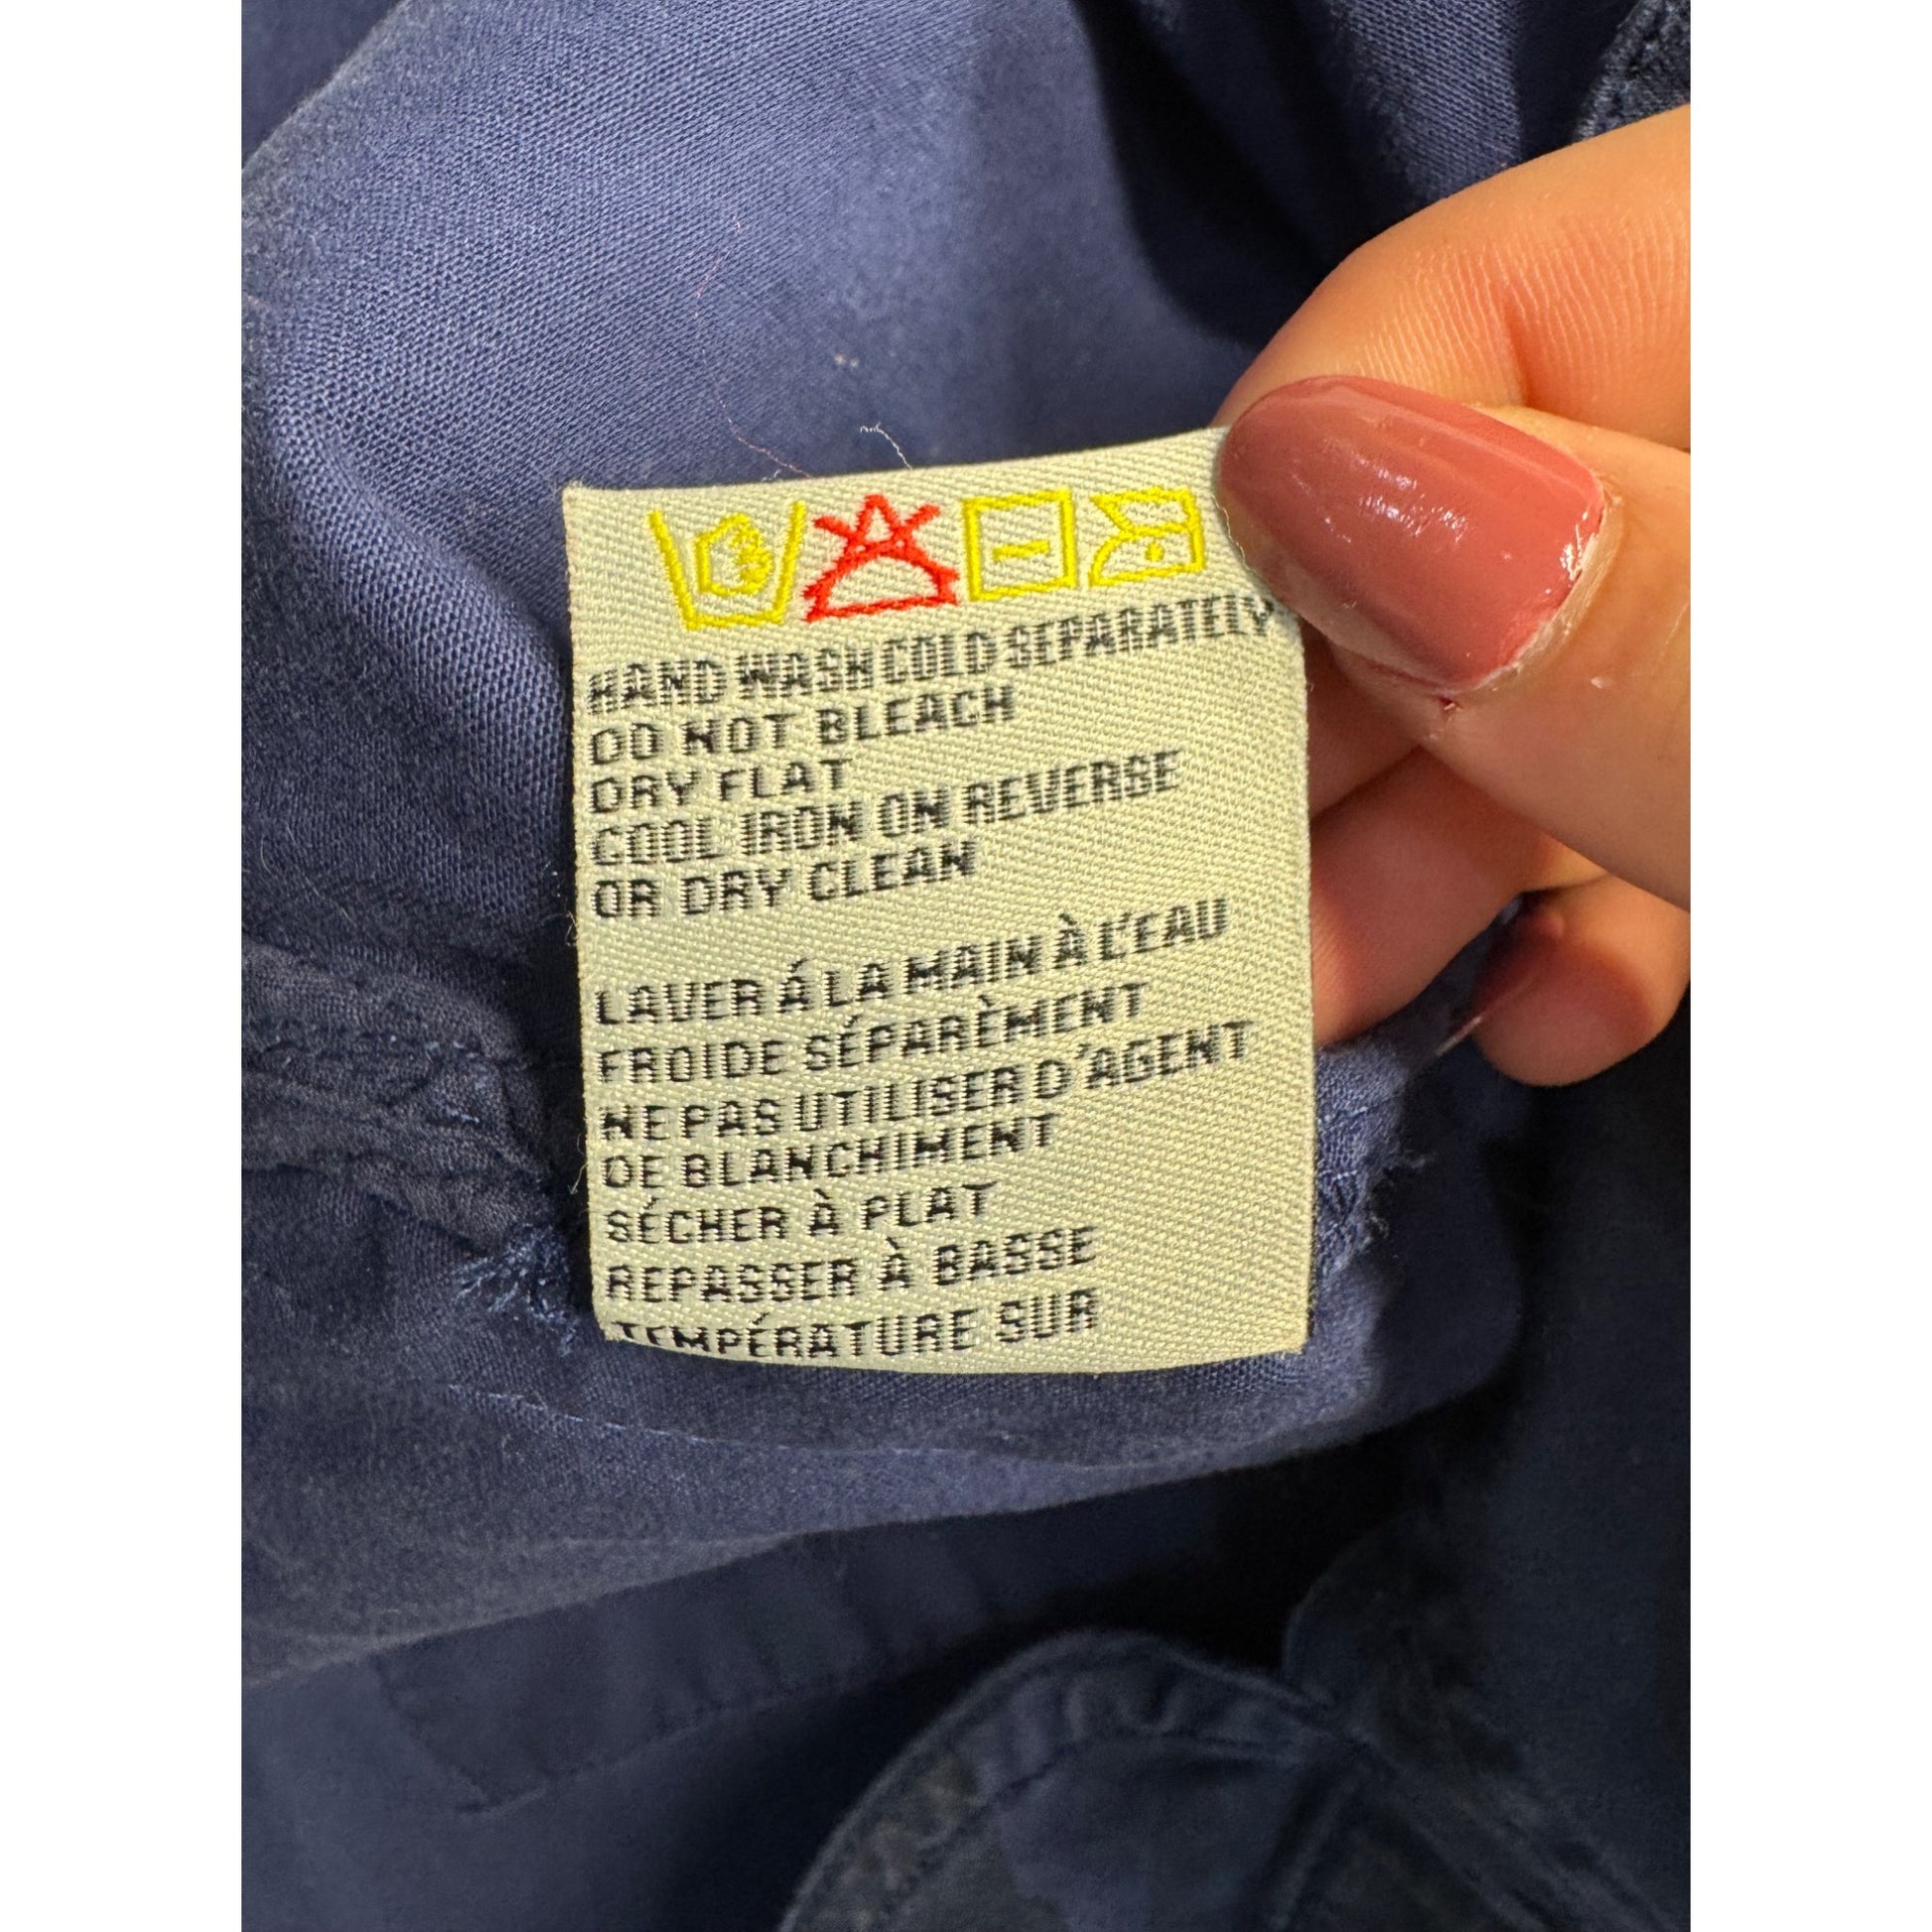 HAND WASH COLD SEPARATELY
DO NOT BLEACH
DRY FLAT
COOL IRON ON REVERSE
OR DRY CLEAN
LAVER Á LA MAIN À L'EAU
FROIDE SÉPARÈMENT
NE PAS UTILISER D'AGENT
DE BLANCHIMENT
SÉCHER À PLAT
REPASSER À BASSE
TEMPÉRATURE SUR